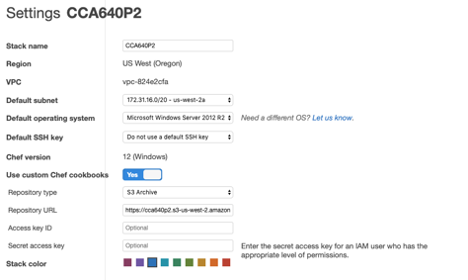 Settings CCA640P2
Stack name CCA640P2
Region US West (Oregon)
VPC vpc-824e2cfa
Default subnet 172.31.16.0/20 - us-west-2a
Default operating system Microsoft Windows Server 2012 R2 Need a different OS? Let us know.
Default SSH key Do not use a default SSH key
Chef version 12 (Windows)
Use custom Chef cookbooks Yes
Repository type S3 Archive
Repository URL https://cca640p2.s3-us-west-2.amazon
Access key ID Optional
Secret access key Optional Enter the secret access key for an IAM user who has the
appropriate level of permissions.
Stack color